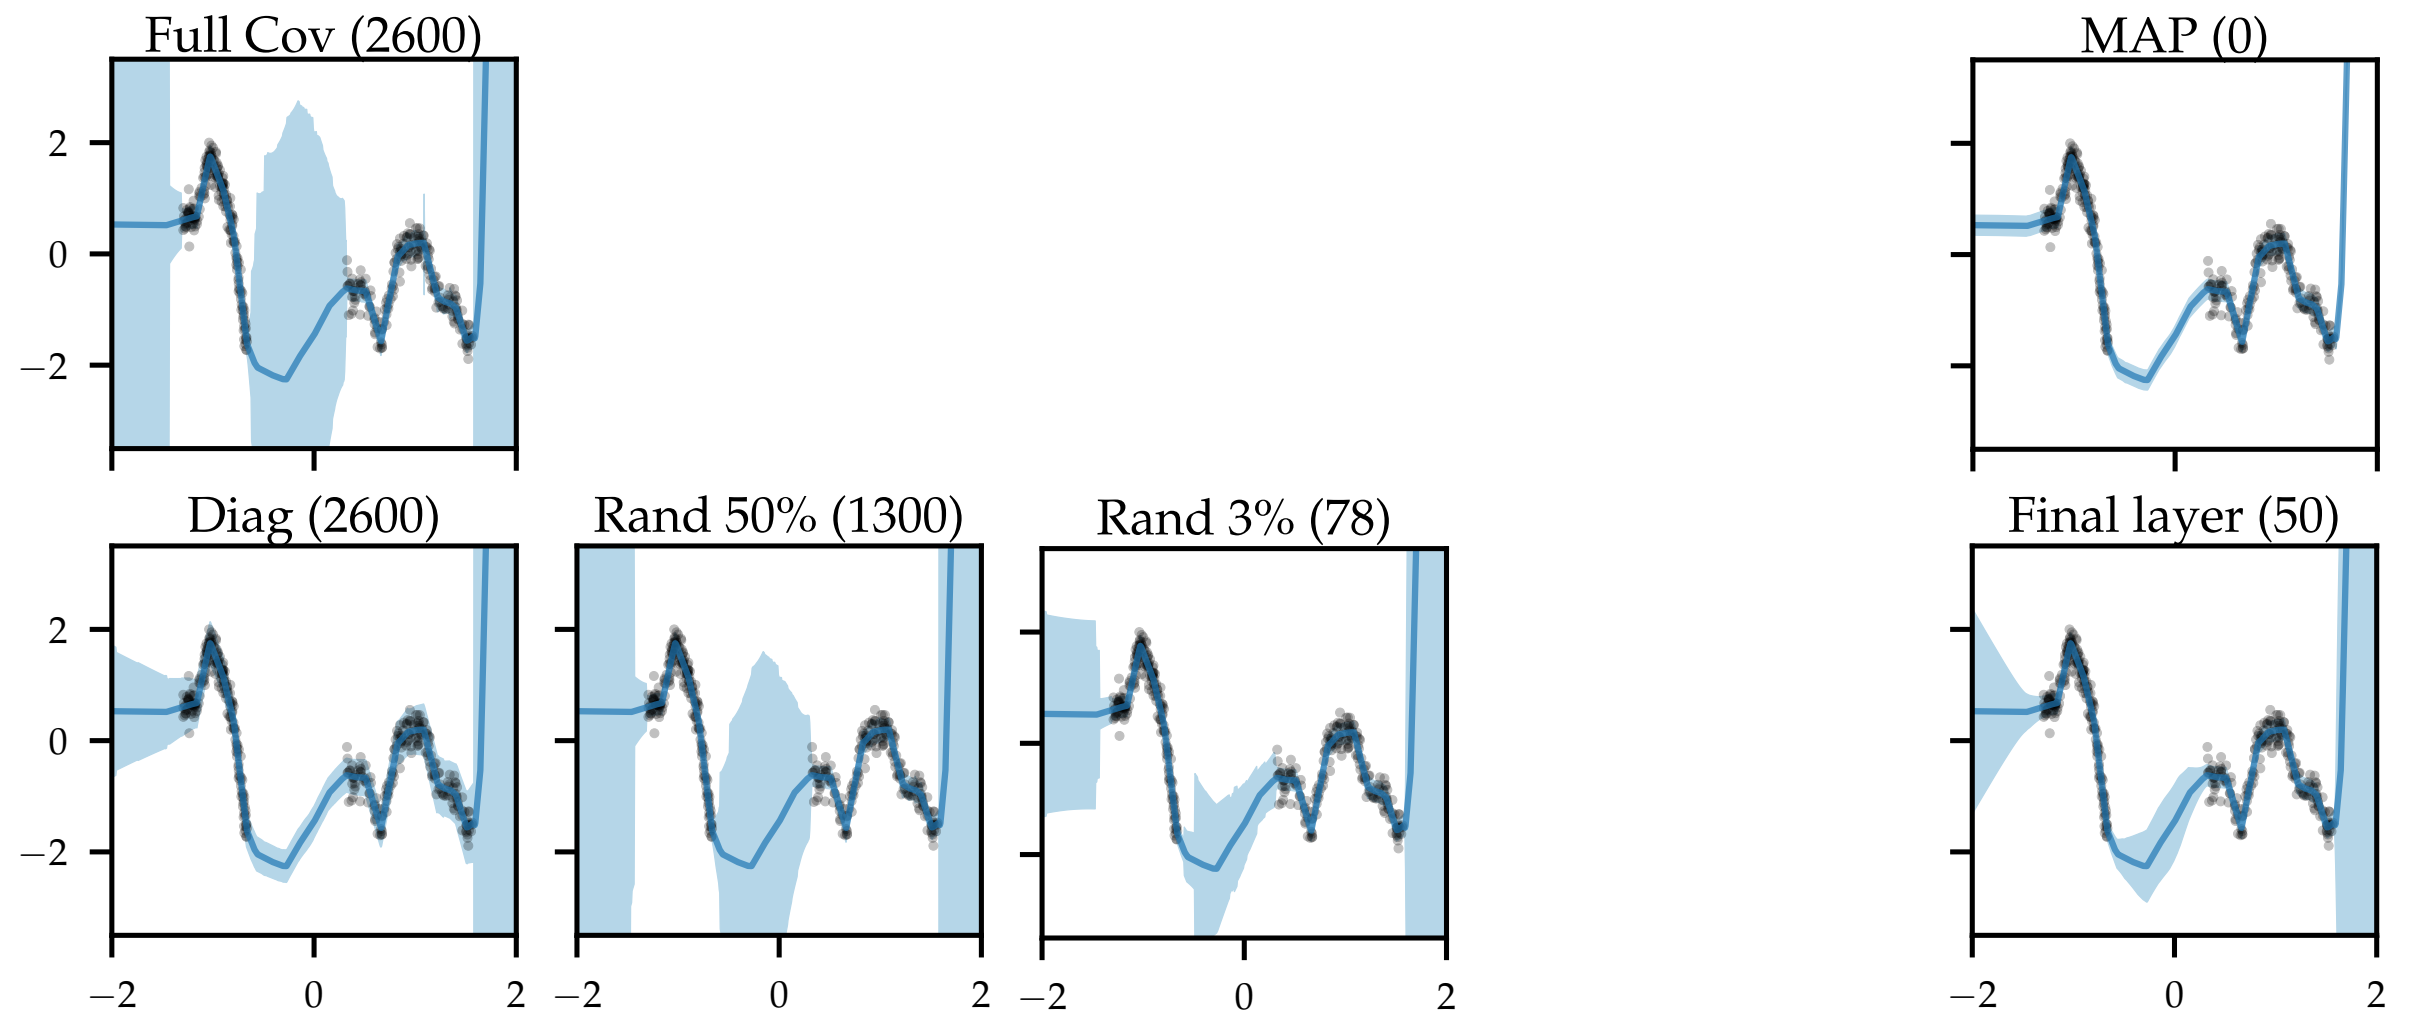 Full Cov (2600)
MAP (0)
2
0
−2
Diag (2600)
Rand 50% (1300)
Rand 3% (78)
Final layer (50)
2
0
−2
−2 0 2
−2 0 2
−2 0 2
−2 0 2